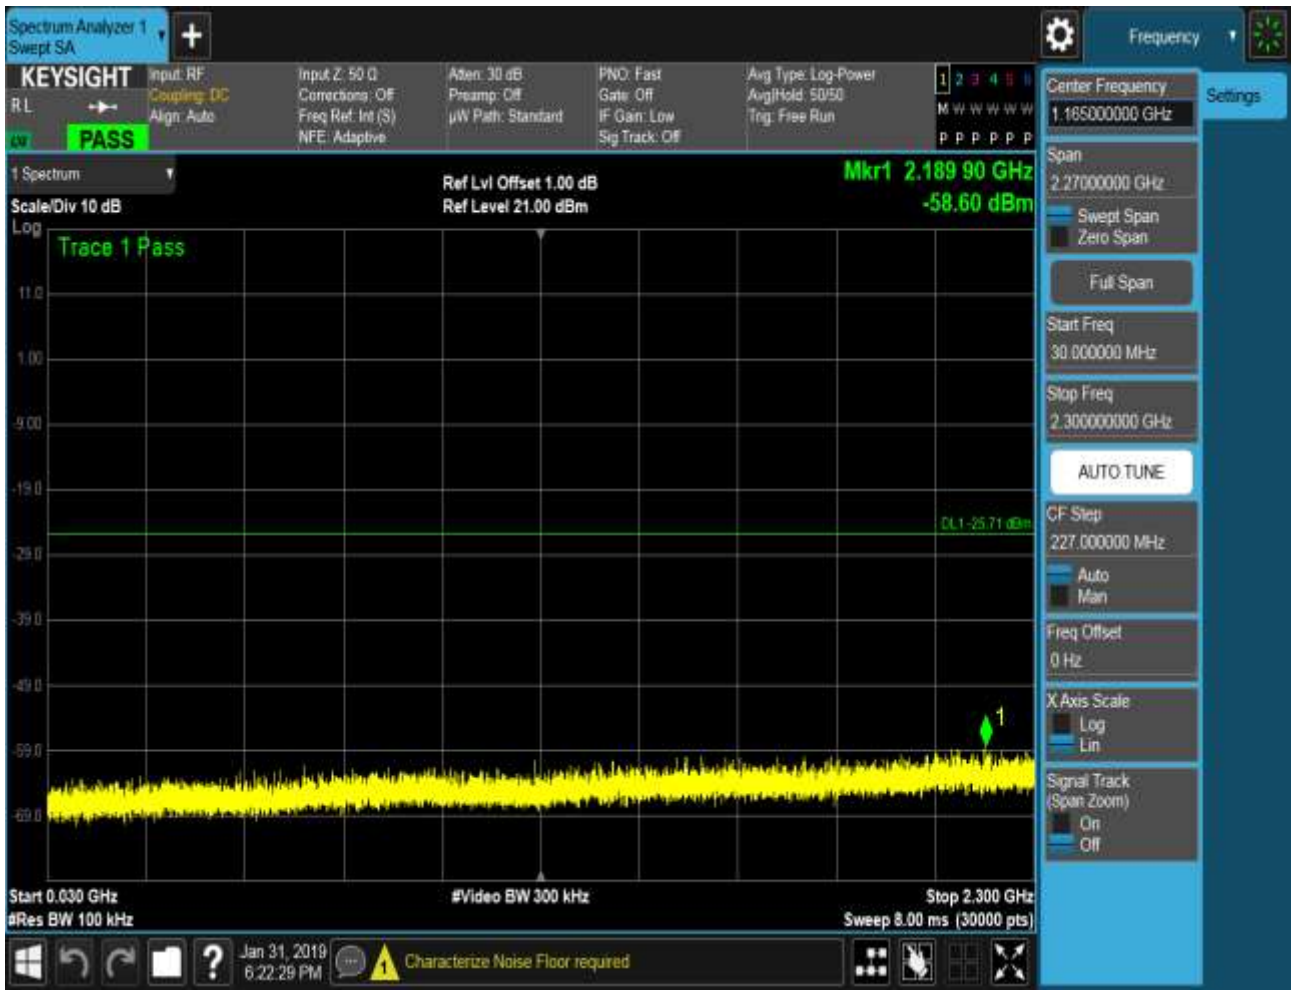 Spectrum Analyzer 1
Swept SA
Frequency
KEYSIGHT
R L
PASS
Input: RF
Coupling: DC
Align: Auto
Input Z: 50 Ω
Corrections: Off
Freq Ref: Int (S)
NFE: Adaptive
Atten: 30 dB
Preamp: Off
µW Path: Standard
PNO: Fast
Gate: Off
IF Gain: Low
Sig Track: Off
Avg Type: Log-Power
Avg|Hold: 50/50
Trig: Free Run
1 2 3 4 5 6
M W W W W W
P P P P P P
1 Spectrum
Scale/Div 10 dB
Log
Ref Lvl Offset 1.00 dB
Ref Level 21.00 dBm
Mkr1 2.189 90 GHz
-58.60 dBm
Trace 1 Pass
11.0
1.00
-9.00
-19.0
DL1 -25.71 dBm
-29.0
-39.0
-49.0
1
-59.0
-69.0
Start 0.030 GHz
#Res BW 100 kHz
#Video BW 300 kHz
Stop 2.300 GHz
Sweep 8.00 ms (30000 pts)
Center Frequency
1.165000000 GHz
Settings
Span
2.27000000 GHz
Swept Span
Zero Span
Full Span
Start Freq
30.000000 MHz
Stop Freq
2.300000000 GHz
AUTO TUNE
CF Step
227.000000 MHz
Auto
Man
Freq Offset
0 Hz
X Axis Scale
Log
Lin
Signal Track
(Span Zoom)
On
Off
?
Jan 31, 2019
6:22:29 PM
1
Characterize Noise Floor required